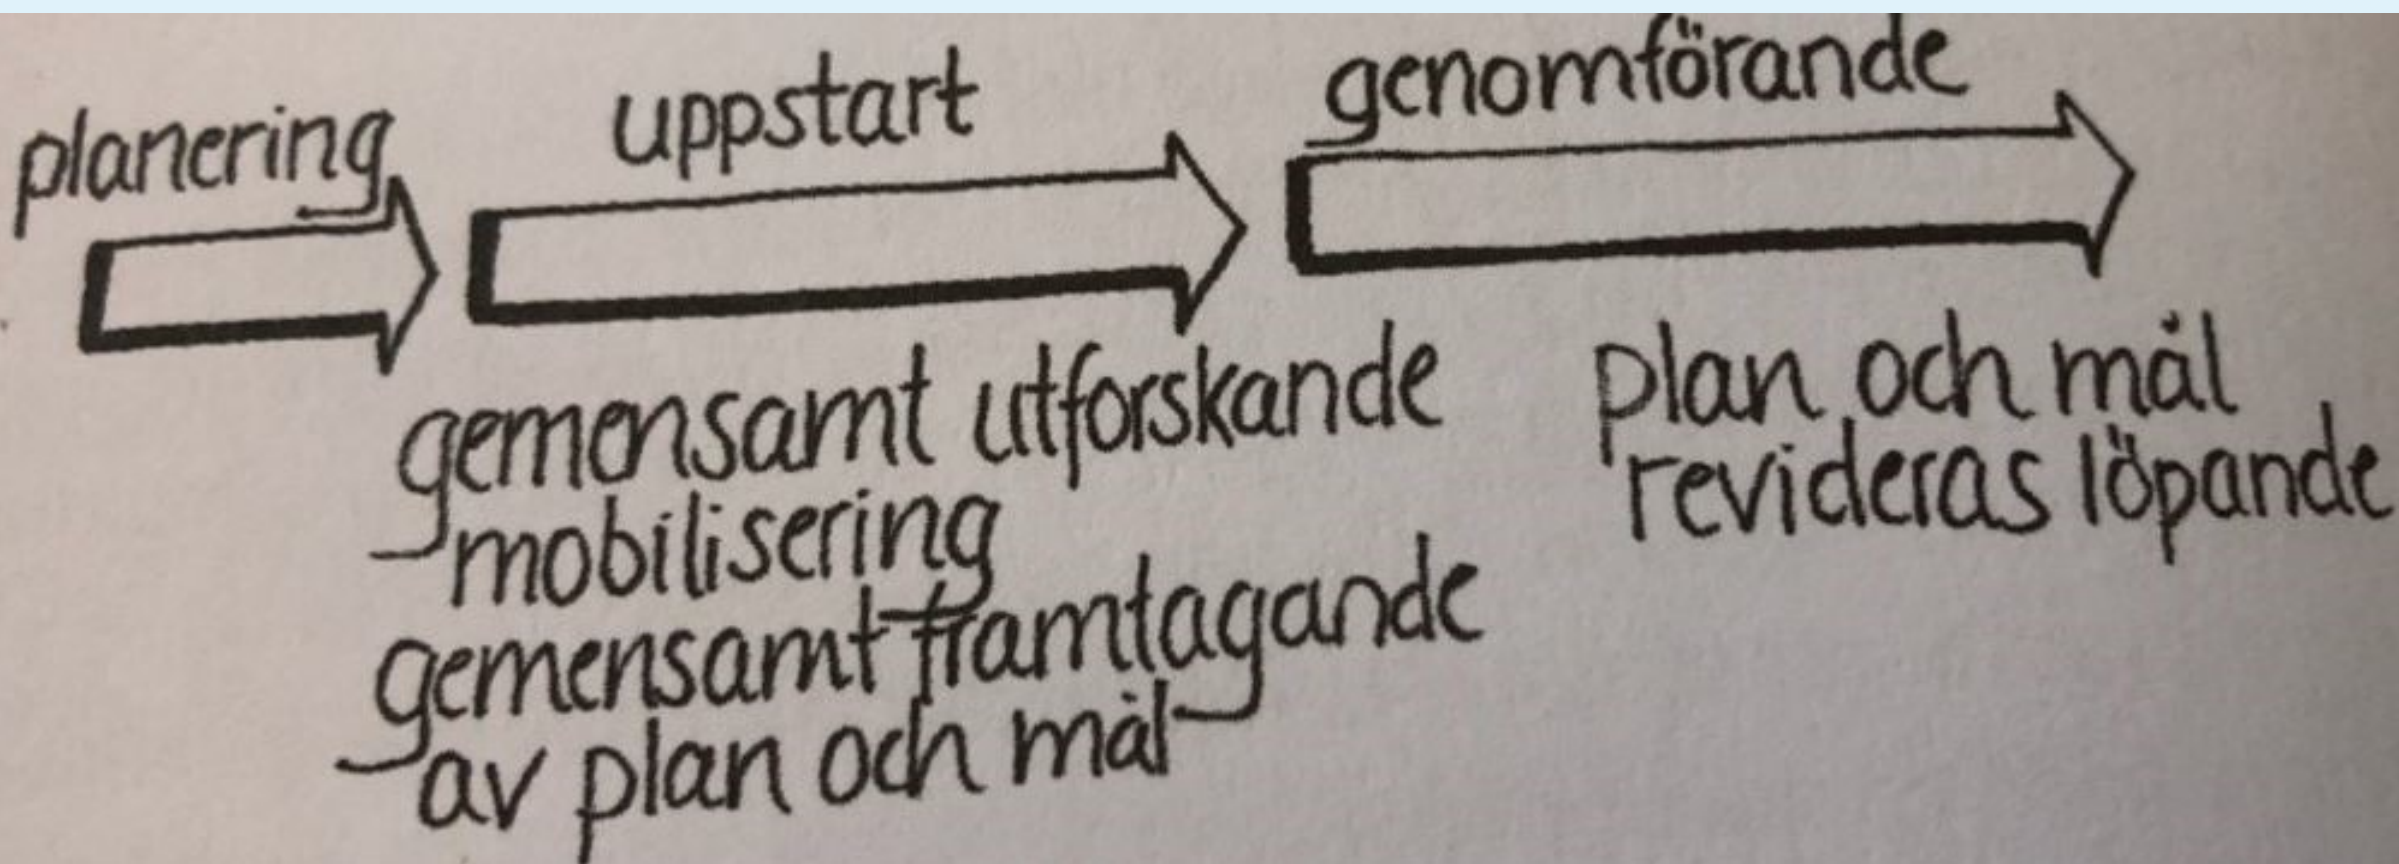 planering
uppstart
genomförande
gemensamt utforskande
mobilisering
gemensamt framtagande
av plan och mål
plan och mål
revideras löpande